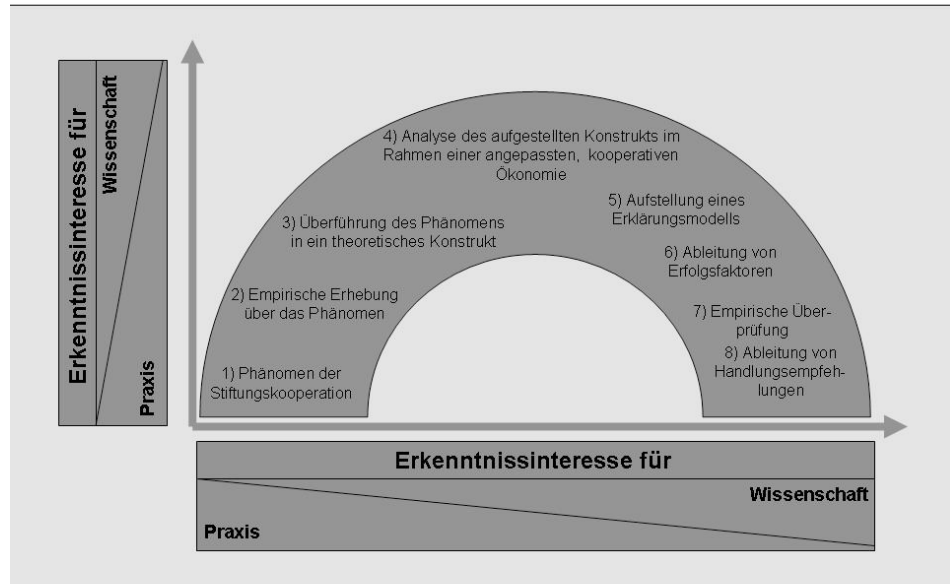 Erkenntnissinteresse für
Wissenschaft
Praxis
4) Analyse des aufgestellten Konstrukts im
Rahmen einer angepassten, kooperativen
Ökonomie
5) Aufstellung eines
Erklärungsmodells
3) Überführung des Phänomens
in ein theoretisches Konstrukt
6) Ableitung von
Erfolgsfaktoren
2) Empirische Erhebung
über das Phänomen
7) Empirische Über-
prüfung
8) Ableitung von
Handlungsempfeh-
lungen
1) Phänomen der
Stiftungskooperation
Erkenntnissinteresse für
Wissenschaft
Praxis